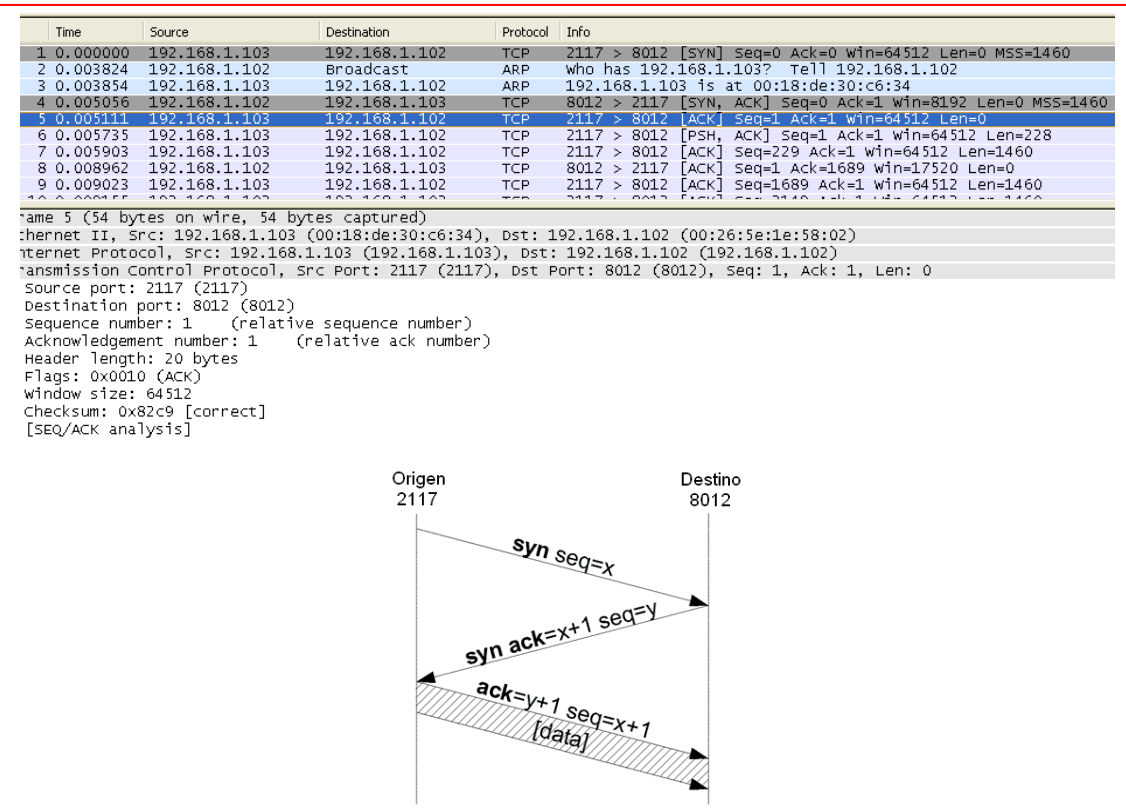 Time Source Destination Protocol Info
1 0.000000 192.168.1.103 192.168.1.102 TCP 2117 > 8012 [SYN] Seq=0 Ack=0 Win=64512 Len=0 MSS=1460
2 0.003824 192.168.1.102 Broadcast ARP who has 192.168.1.103? Tell 192.168.1.102
3 0.003854 192.168.1.103 192.168.1.102 ARP 192.168.1.103 is at 00:18:de:30:c6:34
4 0.005056 192.168.1.102 192.168.1.103 TCP 8012 > 2117 [SYN, ACK] Seq=0 Ack=1 Win=8192 Len=0 MSS=1460
5 0.005111 192.168.1.103 192.168.1.102 TCP 2117 > 8012 [ACK] Seq=1 Ack=1 Win=64512 Len=0
6 0.005735 192.168.1.103 192.168.1.102 TCP 2117 > 8012 [PSH, ACK] Seq=1 Ack=1 Win=64512 Len=228
7 0.005903 192.168.1.103 192.168.1.102 TCP 2117 > 8012 [ACK] Seq=229 Ack=1 Win=64512 Len=1460
8 0.008962 192.168.1.102 192.168.1.103 TCP 8012 > 2117 [ACK] Seq=1 Ack=1689 Win=17520 Len=0
9 0.009023 192.168.1.103 192.168.1.102 TCP 2117 > 8012 [ACK] Seq=1689 Ack=1 Win=64512 Len=1460
ame 5 (54 bytes on wire, 54 bytes captured)
thernet II, Src: 192.168.1.103 (00:18:de:30:c6:34), Dst: 192.168.1.102 (00:26:5e:1e:58:02)
nternet Protocol, Src: 192.168.1.103 (192.168.1.103), Dst: 192.168.1.102 (192.168.1.102)
ransmission Control Protocol, Src Port: 2117 (2117), Dst Port: 8012 (8012), Seq: 1, Ack: 1, Len: 0
Source port: 2117 (2117)
Destination port: 8012 (8012)
Sequence number: 1 (relative sequence number)
Acknowledgement number: 1 (relative ack number)
Header length: 20 bytes
Flags: 0x0010 (ACK)
Window size: 64512
Checksum: 0x82c9 [correct]
[SEQ/ACK analysis]
Origen Destino
2117 8012
syn seq=x
syn ack=x+1 seq=y
ack=y+1 seq=x+1
[data]